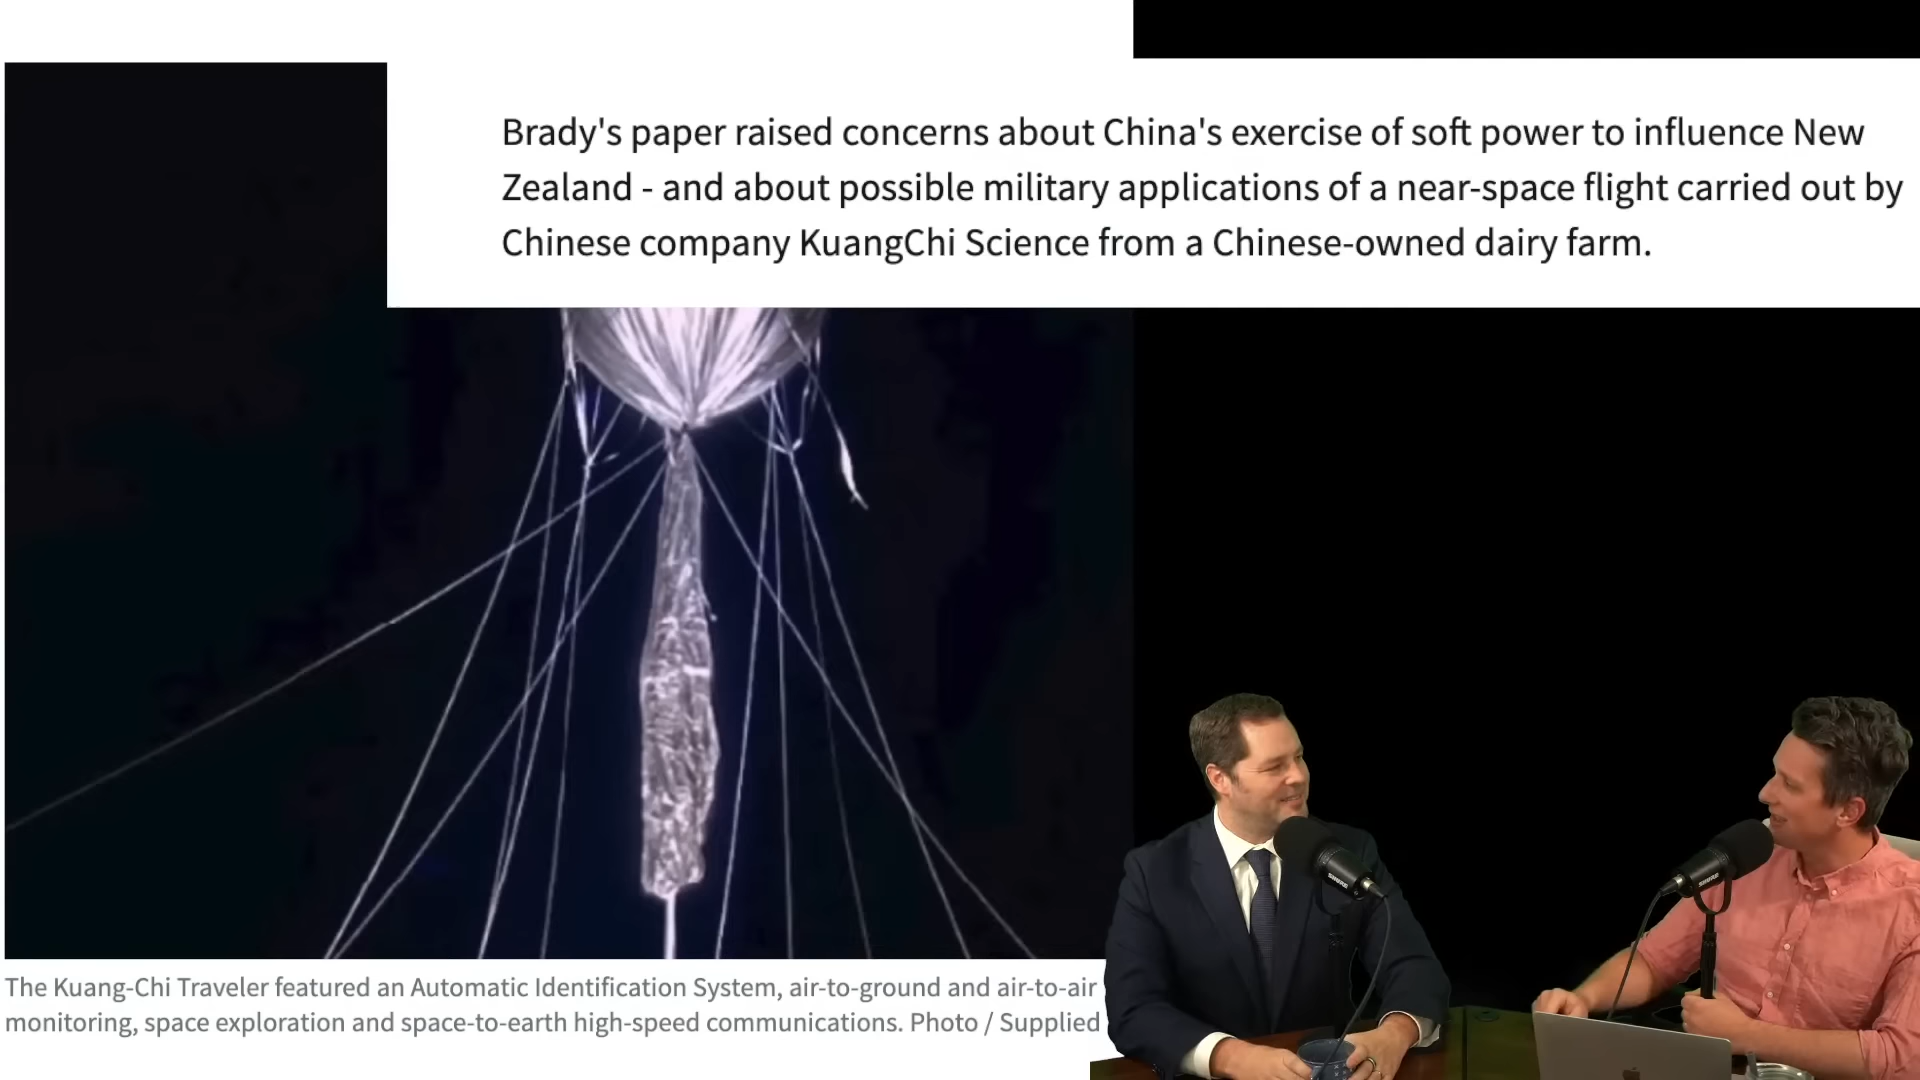 Brady's paper raised concerns about China's exercise of soft power to influence New
Zealand - and about possible military applications of a near-space flight carried out by
Chinese company KuangChi Science from a Chinese-owned dairy farm.
The Kuang-Chi Traveler featured an Automatic Identification System, air-to-ground and air-to-air
monitoring, space exploration and space-to-earth high-speed communications. Photo / Supplied
SHURE
SHURE